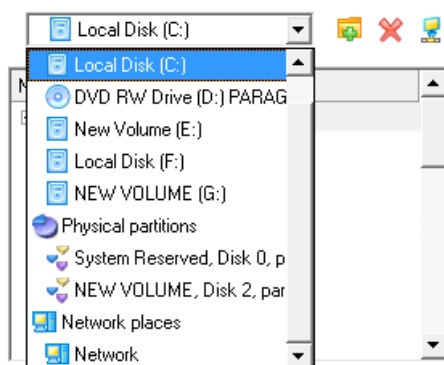 Local Disk (C:)
Local Disk (C:)
DVD RW Drive (D:) PARAG
New Volume (E:)
Local Disk (F:)
NEW VOLUME (G:)
Physical partitions
System Reserved, Disk 0, p
NEW VOLUME, Disk 2, par
Network places
Network